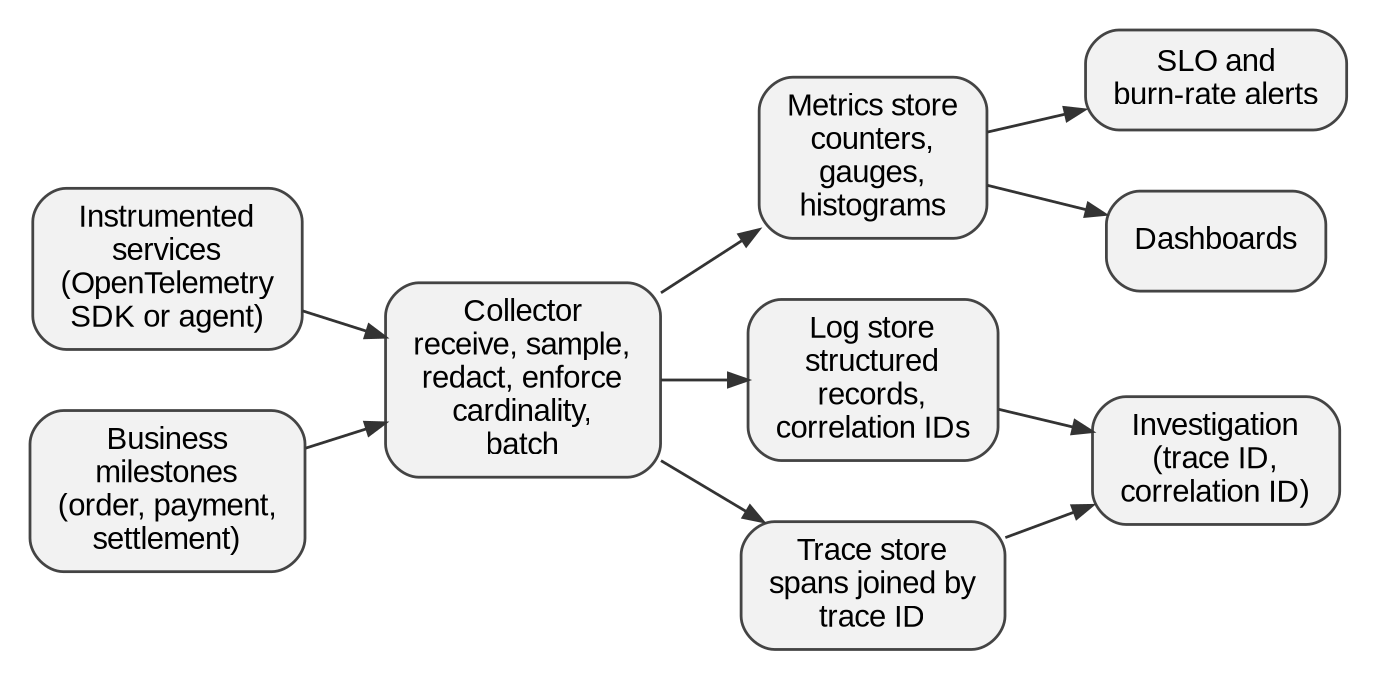 Instrumented
services
(OpenTelemetry
SDK or agent)
Business
milestones
(order, payment,
settlement)
Collector
receive, sample,
redact, enforce
cardinality,
batch
Metrics store
counters,
gauges,
histograms
Log store
structured
records,
correlation IDs
Trace store
spans joined by
trace ID
SLO and
burn-rate alerts
Dashboards
Investigation
(trace ID,
correlation ID)